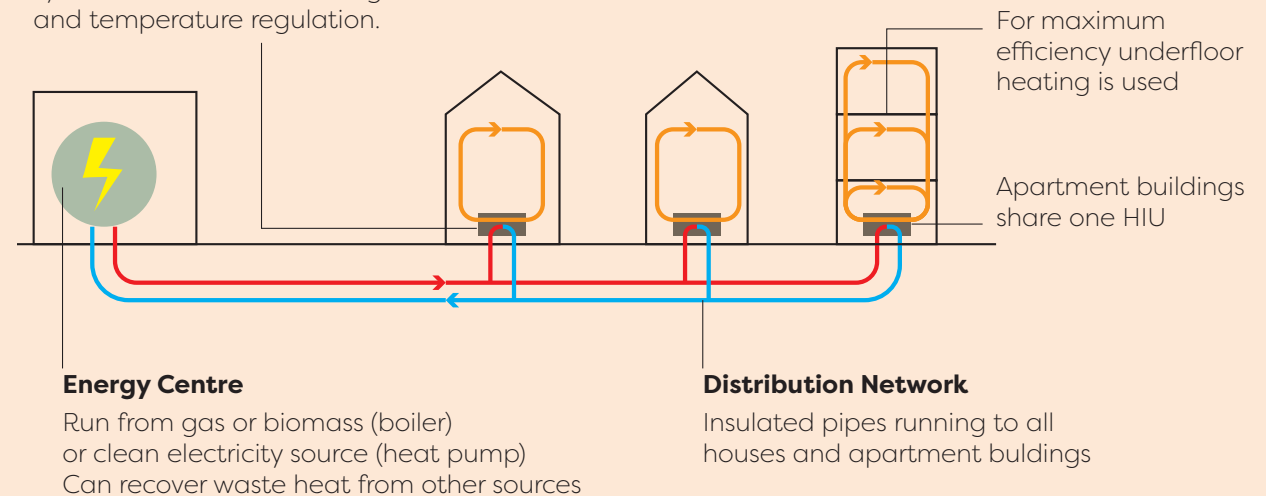 and temperature regulation.
For maximum
efficiency underfloor
heating is used
Apartment buildings
share one HIU
Energy Centre
Run from gas or biomass (boiler)
or clean electricity source (heat pump)
Can recover waste heat from other sources
Distribution Network
Insulated pipes running to all
houses and apartment buldings